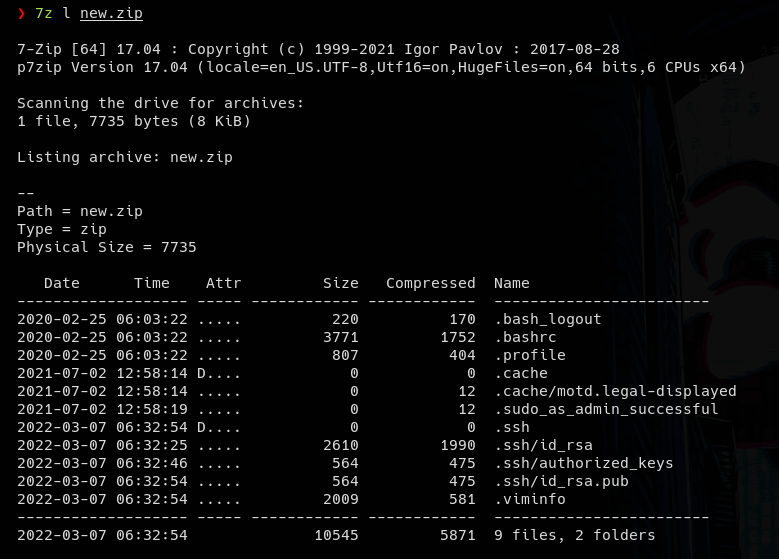 ❯ 7z l new.zip

7-Zip [64] 17.04 : Copyright (c) 1999-2021 Igor Pavlov : 2017-08-28
p7zip Version 17.04 (locale=en_US.UTF-8,Utf16=on,HugeFiles=on,64 bits,6 CPUs x64)

Scanning the drive for archives:
1 file, 7735 bytes (8 KiB)

Listing archive: new.zip

--
Path = new.zip
Type = zip
Physical Size = 7735

   Date      Time    Attr         Size   Compressed  Name
------------------- ----- ------------ ------------  ------------------------
2020-02-25 06:03:22 .....          220          170  .bash_logout
2020-02-25 06:03:22 .....         3771         1752  .bashrc
2020-02-25 06:03:22 .....          807          404  .profile
2021-07-02 12:58:14 D....            0            0  .cache
2021-07-02 12:58:14 .....            0           12  .cache/motd.legal-displayed
2021-07-02 12:58:19 .....            0           12  .sudo_as_admin_successful
2022-03-07 06:32:54 D....            0            0  .ssh
2022-03-07 06:32:25 .....         2610         1990  .ssh/id_rsa
2022-03-07 06:32:46 .....          564          475  .ssh/authorized_keys
2022-03-07 06:32:54 .....          564          475  .ssh/id_rsa.pub
2022-03-07 06:32:54 .....         2009          581  .viminfo
------------------- ----- ------------ ------------  ------------------------
2022-03-07 06:32:54              10545         5871  9 files, 2 folders